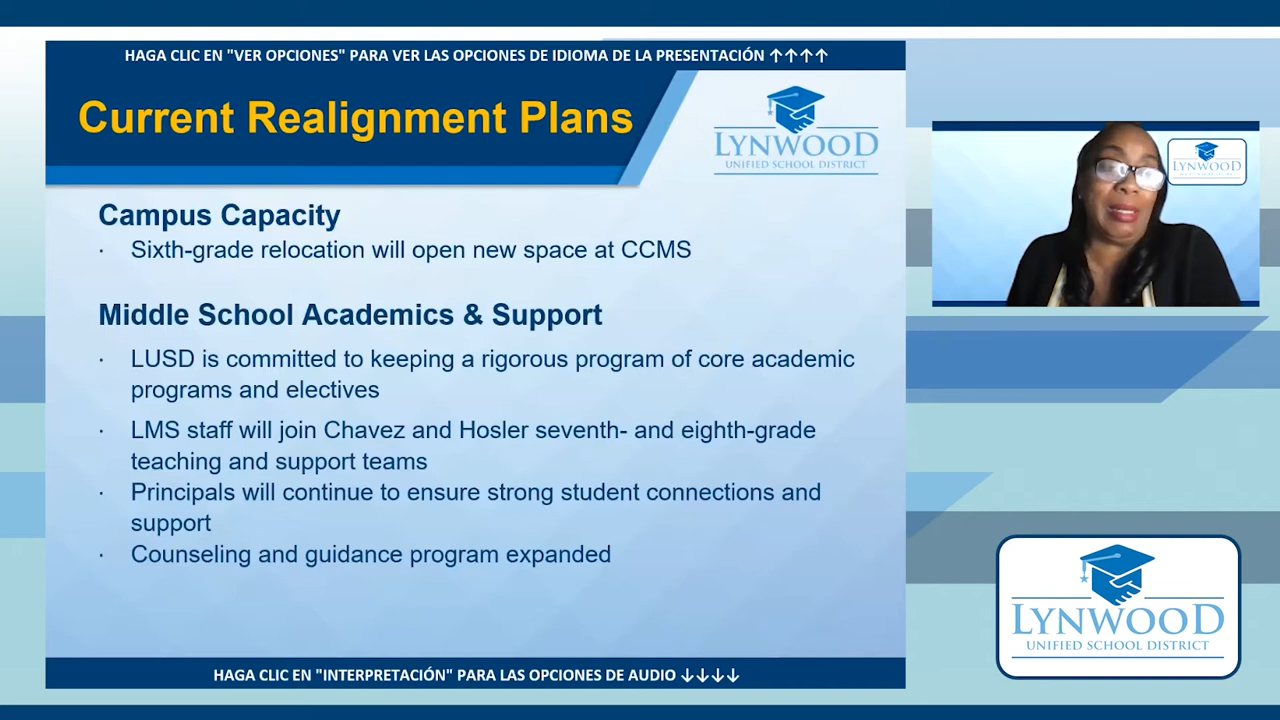 HAGA CLIC EN "VER OPCIONES" PARA VER LAS OPCIONES DE IDIOMA DE LA PRESENTACIÓN ↑↑↑↑
Current Realignment Plans
LYNWOOD
UNIFIED SCHOOL DISTRICT
LYNWOOD
Campus Capacity
· Sixth-grade relocation will open new space at CCMS
Middle School Academics & Support
· LUSD is committed to keeping a rigorous program of core academic
programs and electives
· LMS staff will join Chavez and Hosler seventh- and eighth-grade
teaching and support teams
· Principals will continue to ensure strong student connections and
support
· Counseling and guidance program expanded
LYNWOOD
UNIFIED SCHOOL DISTRICT
HAGA CLIC EN "INTERPRETACIÓN" PARA LAS OPCIONES DE AUDIO ↓↓↓↓